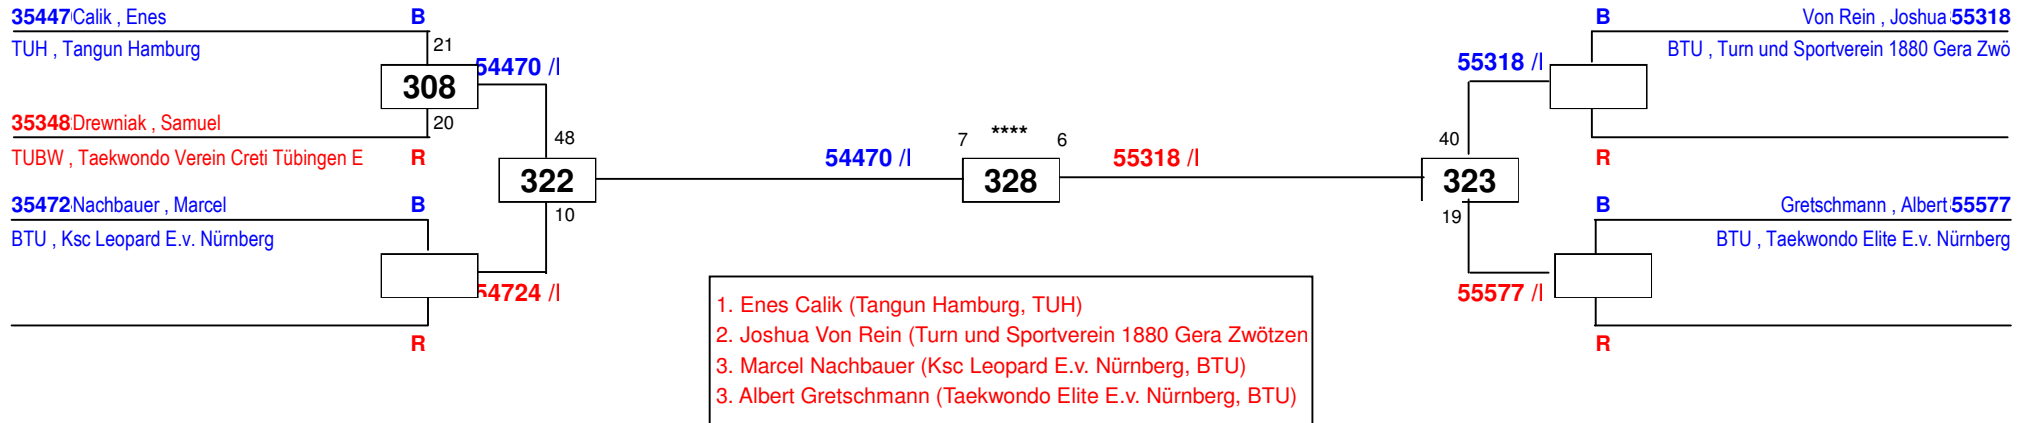 35447 Calik , Enes B
TUH , Tangun Hamburg
21
54470 /l
308
20
35348 Drewniak , Samuel
TUBW , Taekwondo Verein Creti Tübingen E R
48
322
10
35472 Nachbauer , Marcel B
BTU , Ksc Leopard E.v. Nürnberg
54724 /l
R
54470 /l
7 **** 6
328
55318 /l
B Von Rein , Joshua 55318
BTU , Turn und Sportverein 1880 Gera Zwö
55318 /l
R
40
323
19
B Gretschmann , Albert 55577
BTU , Taekwondo Elite E.v. Nürnberg
55577 /l
R
1. Enes Calik (Tangun Hamburg, TUH)
2. Joshua Von Rein (Turn und Sportverein 1880 Gera Zwötzen
3. Marcel Nachbauer (Ksc Leopard E.v. Nürnberg, BTU)
3. Albert Gretschmann (Taekwondo Elite E.v. Nürnberg, BTU)